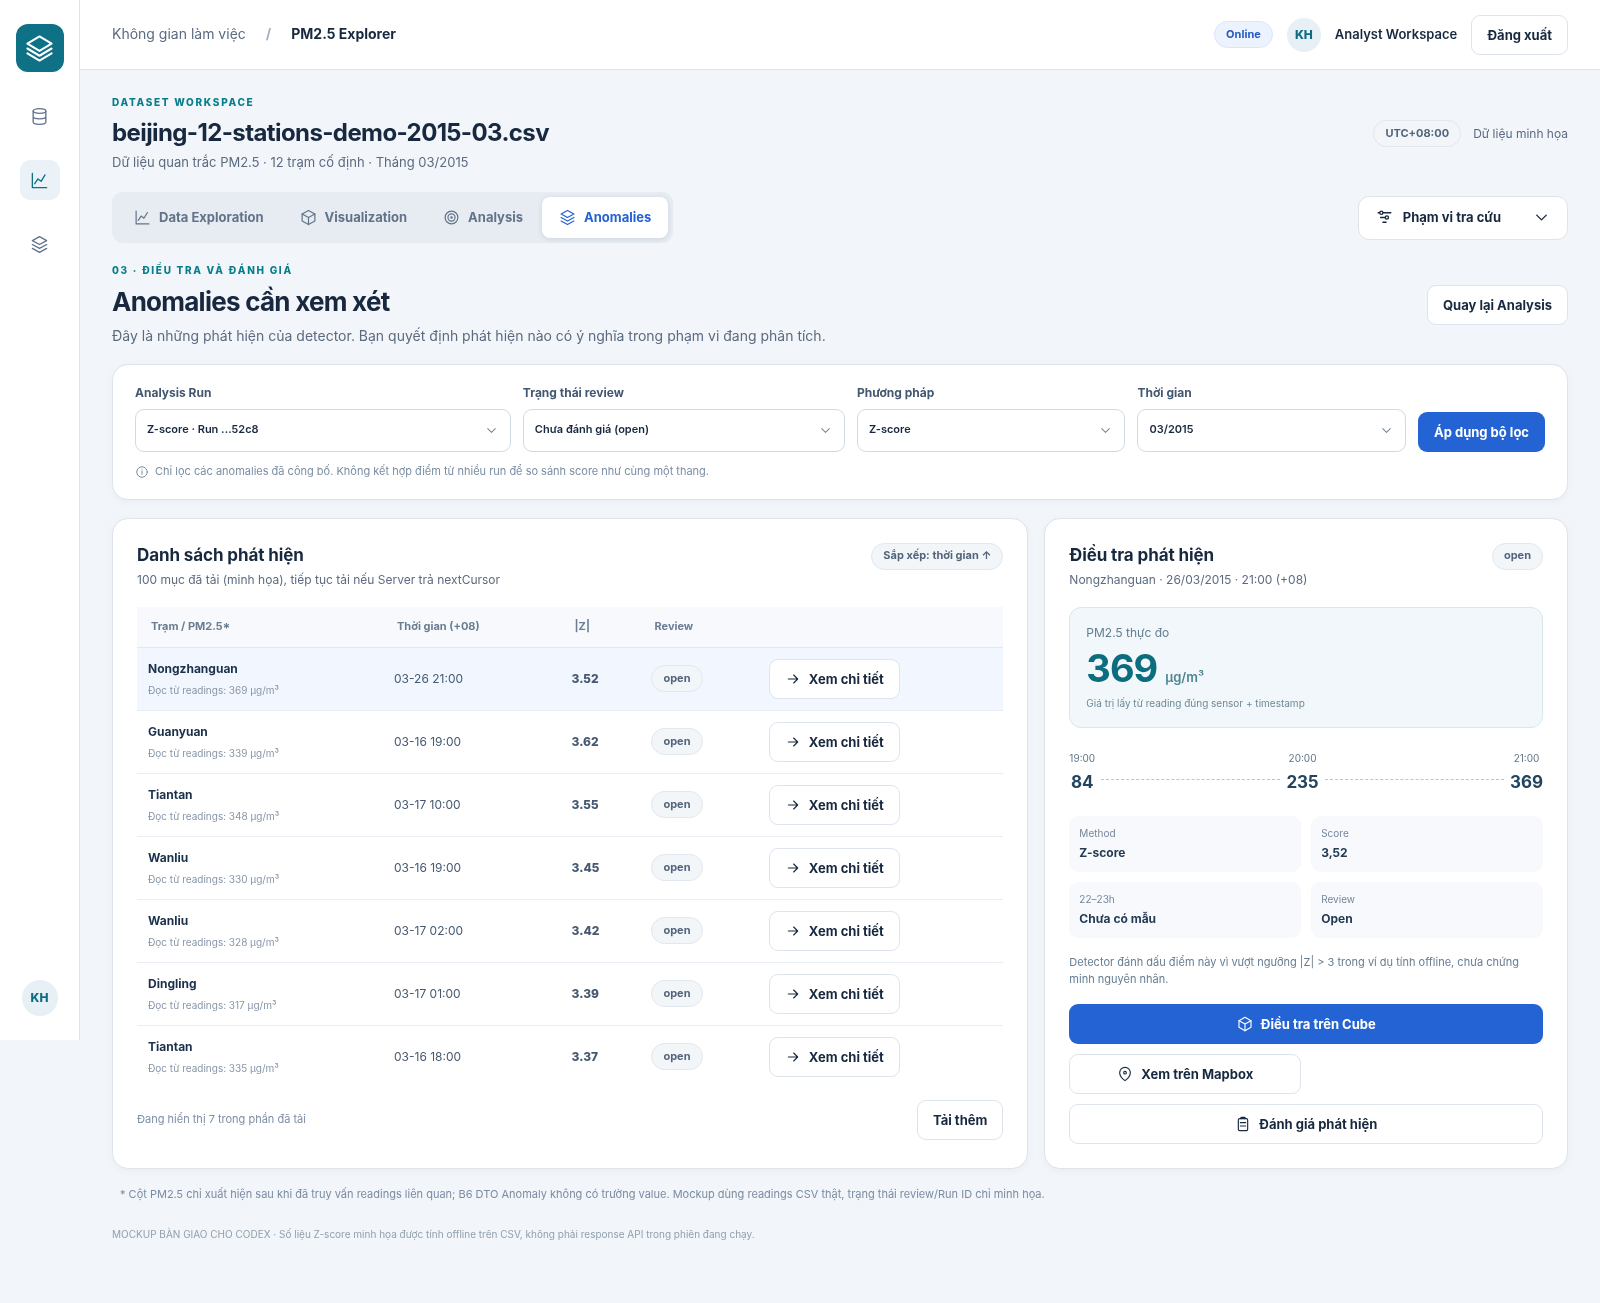 Không gian làm việc / PM2.5 Explorer
Online KH Analyst Workspace Đăng xuất
DATASET WORKSPACE
beijing-12-stations-demo-2015-03.csv
UTC+08:00 Dữ liệu minh họa
Dữ liệu quan trắc PM2.5 · 12 trạm cố định · Tháng 03/2015
Data Exploration Visualization Analysis Anomalies
Phạm vi tra cứu
03 · ĐIỀU TRA VÀ ĐÁNH GIÁ
Anomalies cần xem xét
Quay lại Analysis
Đây là những phát hiện của detector. Bạn quyết định phát hiện nào có ý nghĩa trong phạm vi đang phân tích.
Analysis Run Trạng thái review Phương pháp Thời gian
Z-score · Run ...52c8 Chưa đánh giá (open) Z-score 03/2015 Áp dụng bộ lọc
Chỉ lọc các anomalies đã công bố. Không kết hợp điểm từ nhiều run để so sánh score như cùng một thang.
Danh sách phát hiện
Sắp xếp: thời gian ↑
100 mục đã tải (minh họa), tiếp tục tải nếu Server trả nextCursor
Trạm / PM2.5* Thời gian (+08) |Z| Review
Nongzhanguan
Đọc từ readings: 369 µg/m³
03-26 21:00 3.52 open → Xem chi tiết
Guanyuan
Đọc từ readings: 339 µg/m³
03-16 19:00 3.62 open → Xem chi tiết
Tiantan
Đọc từ readings: 348 µg/m³
03-17 10:00 3.55 open → Xem chi tiết
Wanliu
Đọc từ readings: 330 µg/m³
03-16 19:00 3.45 open → Xem chi tiết
Wanliu
Đọc từ readings: 328 µg/m³
03-17 02:00 3.42 open → Xem chi tiết
Dingling
Đọc từ readings: 317 µg/m³
03-17 01:00 3.39 open → Xem chi tiết
Tiantan
Đọc từ readings: 335 µg/m³
03-16 18:00 3.37 open → Xem chi tiết
Đang hiển thị 7 trong phần đã tải
Tải thêm
Điều tra phát hiện
open
Nongzhanguan · 26/03/2015 · 21:00 (+08)
PM2.5 thực đo
369 µg/m³
Giá trị lấy từ reading đúng sensor + timestamp
19:00 20:00 21:00
84 235 369
Method Score
Z-score 3,52
22–23h Review
Chưa có mẫu Open
Detector đánh dấu điểm này vì vượt ngưỡng |Z| > 3 trong ví dụ tính offline, chưa chứng
minh nguyên nhân.
Điều tra trên Cube
Xem trên Mapbox
Đánh giá phát hiện
KH
* Cột PM2.5 chỉ xuất hiện sau khi đã truy vấn readings liên quan; B6 DTO Anomaly không có trường value. Mockup dùng readings CSV thật, trạng thái review/Run ID chỉ minh họa.
MOCKUP BÀN GIAO CHO CODEX · Số liệu Z-score minh họa được tính offline trên CSV, không phải response API trong phiên đang chạy.